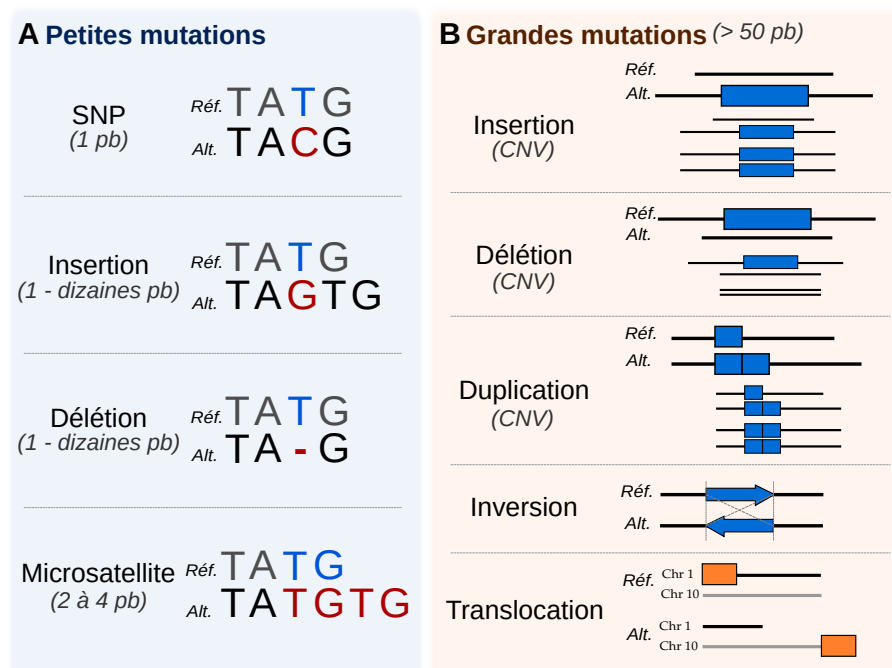 A Petites mutations
SNP
(1 pb)
Réf. TATG
Alt. TACG
Insertion
(1 - dizaines pb)
Réf. TATG
Alt. TAGTG
Délétion
(1 - dizaines pb)
Réf. TATG
Alt. TA-G
Microsatellite
(2 à 4 pb)
Réf. TATG
Alt. TATGTG
B Grandes mutations (> 50 pb)
Insertion
(CNV)
Réf.
Alt.
Délétion
(CNV)
Réf.
Alt.
Duplication
(CNV)
Réf.
Alt.
Inversion
Réf.
Alt.
Translocation
Réf.
Chr 1
Chr 10
Alt.
Chr 1
Chr 10